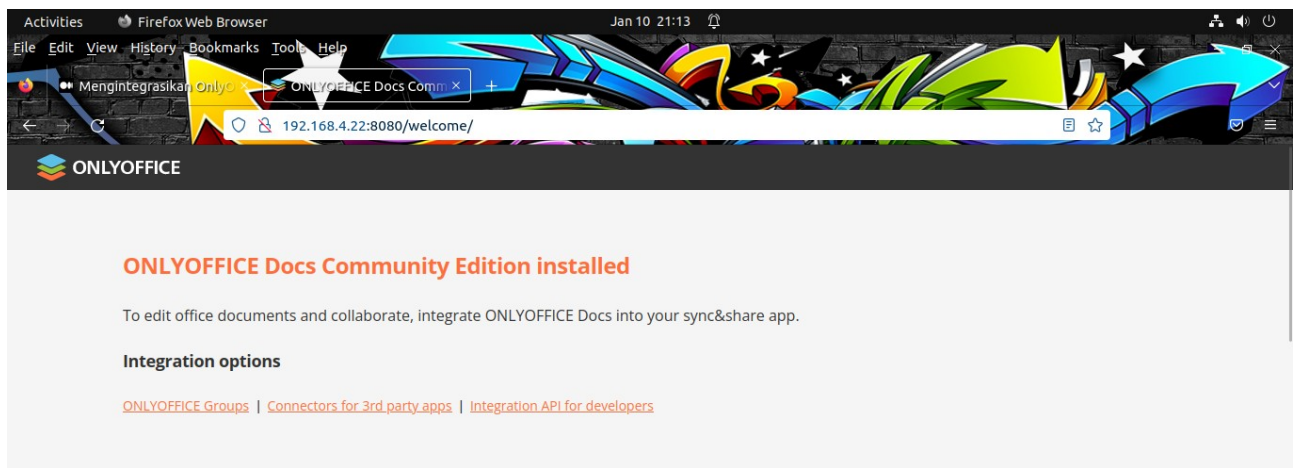 Activities Firefox Web Browser Jan 10 21:13
File Edit View History Bookmarks Tools Help
Mengintegrasikan OnlyO ONLYOFFICE Docs Comm
192.168.4.22:8080/welcome/
ONLYOFFICE
ONLYOFFICE Docs Community Edition installed
To edit office documents and collaborate, integrate ONLYOFFICE Docs into your sync&share app.
Integration options
ONLYOFFICE Groups | Connectors for 3rd party apps | Integration API for developers